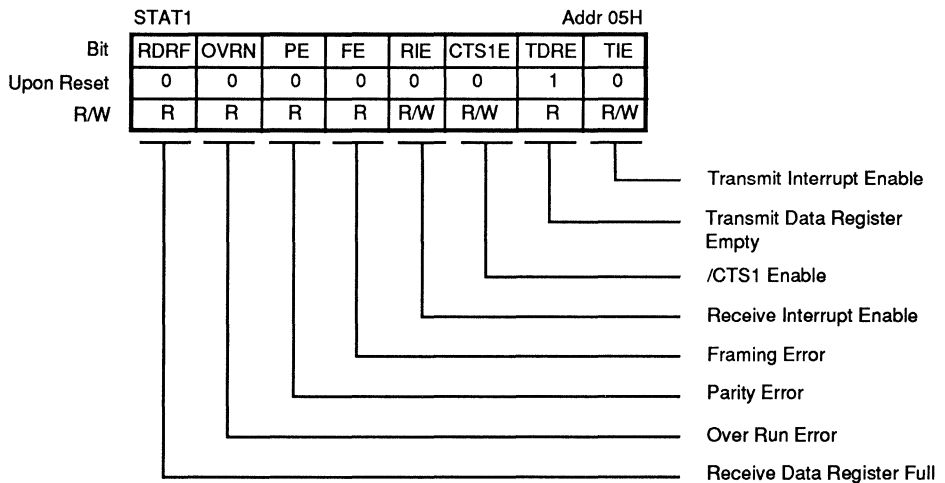 STAT1 Addr 05H
Bit RDRF OVRN PE FE RIE CTS1E TDRE TIE
Upon Reset 0 0 0 0 0 0 1 0
R/W R R R R R/W R/W R R/W
Transmit Interrupt Enable
Transmit Data Register
Empty
/CTS1 Enable
Receive Interrupt Enable
Framing Error
Parity Error
Over Run Error
Receive Data Register Full